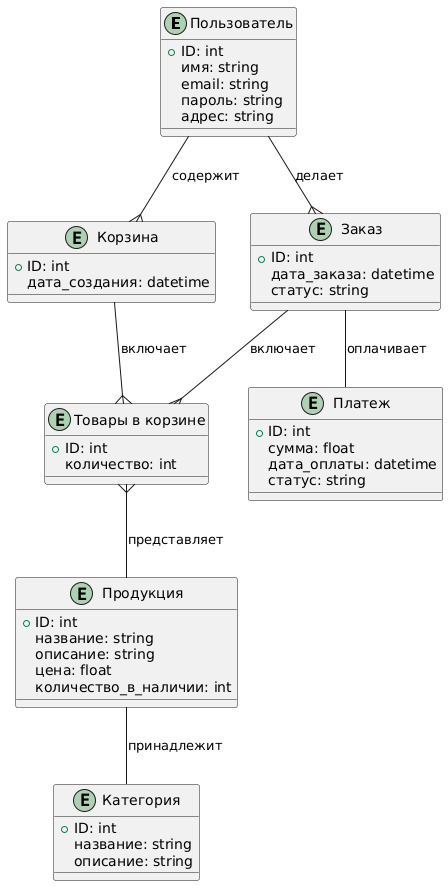 E Пользователь
ID: int
имя: string
email: string
пароль: string
адрес: string
содержит
делает
E Корзина
ID: int
дата_создания: datetime
E Заказ
ID: int
дата_заказа: datetime
статус: string
включает
включает
оплачивает
E Товары в корзине
ID: int
количество: int
E Платеж
ID: int
сумма: float
дата_оплаты: datetime
статус: string
представляет
E Продукция
ID: int
название: string
описание: string
цена: float
количество_в_наличии: int
принадлежит
E Категория
ID: int
название: string
описание: string